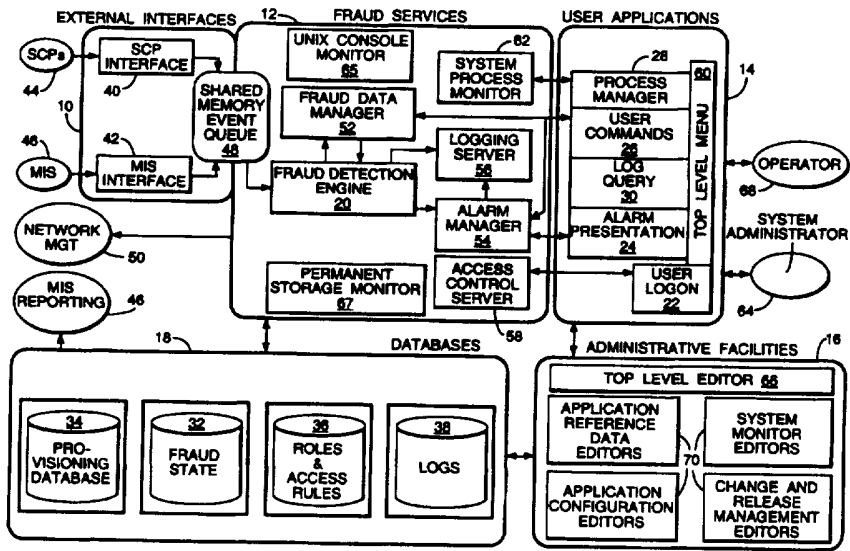 EXTERNAL INTERFACES
12
FRAUD SERVICES
USER APPLICATIONS
SCPs
44
SCP
INTERFACE
40
10
42
MIS INTERFACE
46
MIS
SHARED
MEMORY
EVENT
QUEUE
48
UNIX CONSOLE
MONITOR
65
SYSTEM
PROCESS
MONITOR
62
FRAUD DATA
MANAGER
52
LOGGING
SERVER
56
FRAUD DETECTION
ENGINE
20
ALARM
MANAGER
54
PERMANENT
STORAGE MONITOR
67
ACCESS
CONTROL
SERVER
58
28
PROCESS
MANAGER
USER
COMMANDS
26
LOG
QUERY
30
ALARM
PRESENTATION
24
TOP LEVEL MENU 60
USER
LOGON
22
14
OPERATOR
68
SYSTEM
ADMINISTRATOR
64
NETWORK
MGT
50
MIS
REPORTING
46
18
DATABASES
34
PRO-
VISIONING
DATABASE
32
FRAUD
STATE
36
ROLES
&
ACCESS
RULES
38
LOGS
ADMINISTRATIVE FACILITIES
16
TOP LEVEL EDITOR 66
APPLICATION
REFERENCE
DATA
EDITORS
SYSTEM
MONITOR
EDITORS
70
APPLICATION
CONFIGURATION
EDITORS
CHANGE AND
RELEASE
MANAGEMENT EDITORS